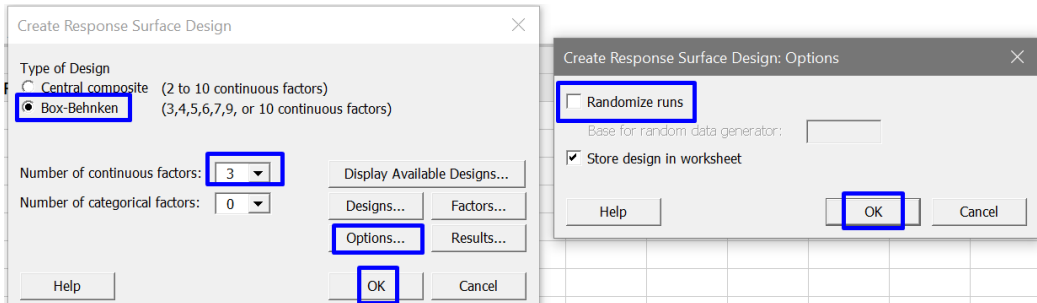 Create Response Surface Design
Type of Design
Central composite (2 to 10 continuous factors)
Box-Behnken (3,4,5,6,7,9, or 10 continuous factors)
Number of continuous factors: 3
Display Available Designs...
Number of categorical factors: 0
Designs... Factors...
Options... Results...
Help OK Cancel
Create Response Surface Design: Options
Randomize runs
Base for random data generator:
Store design in worksheet
Help OK Cancel